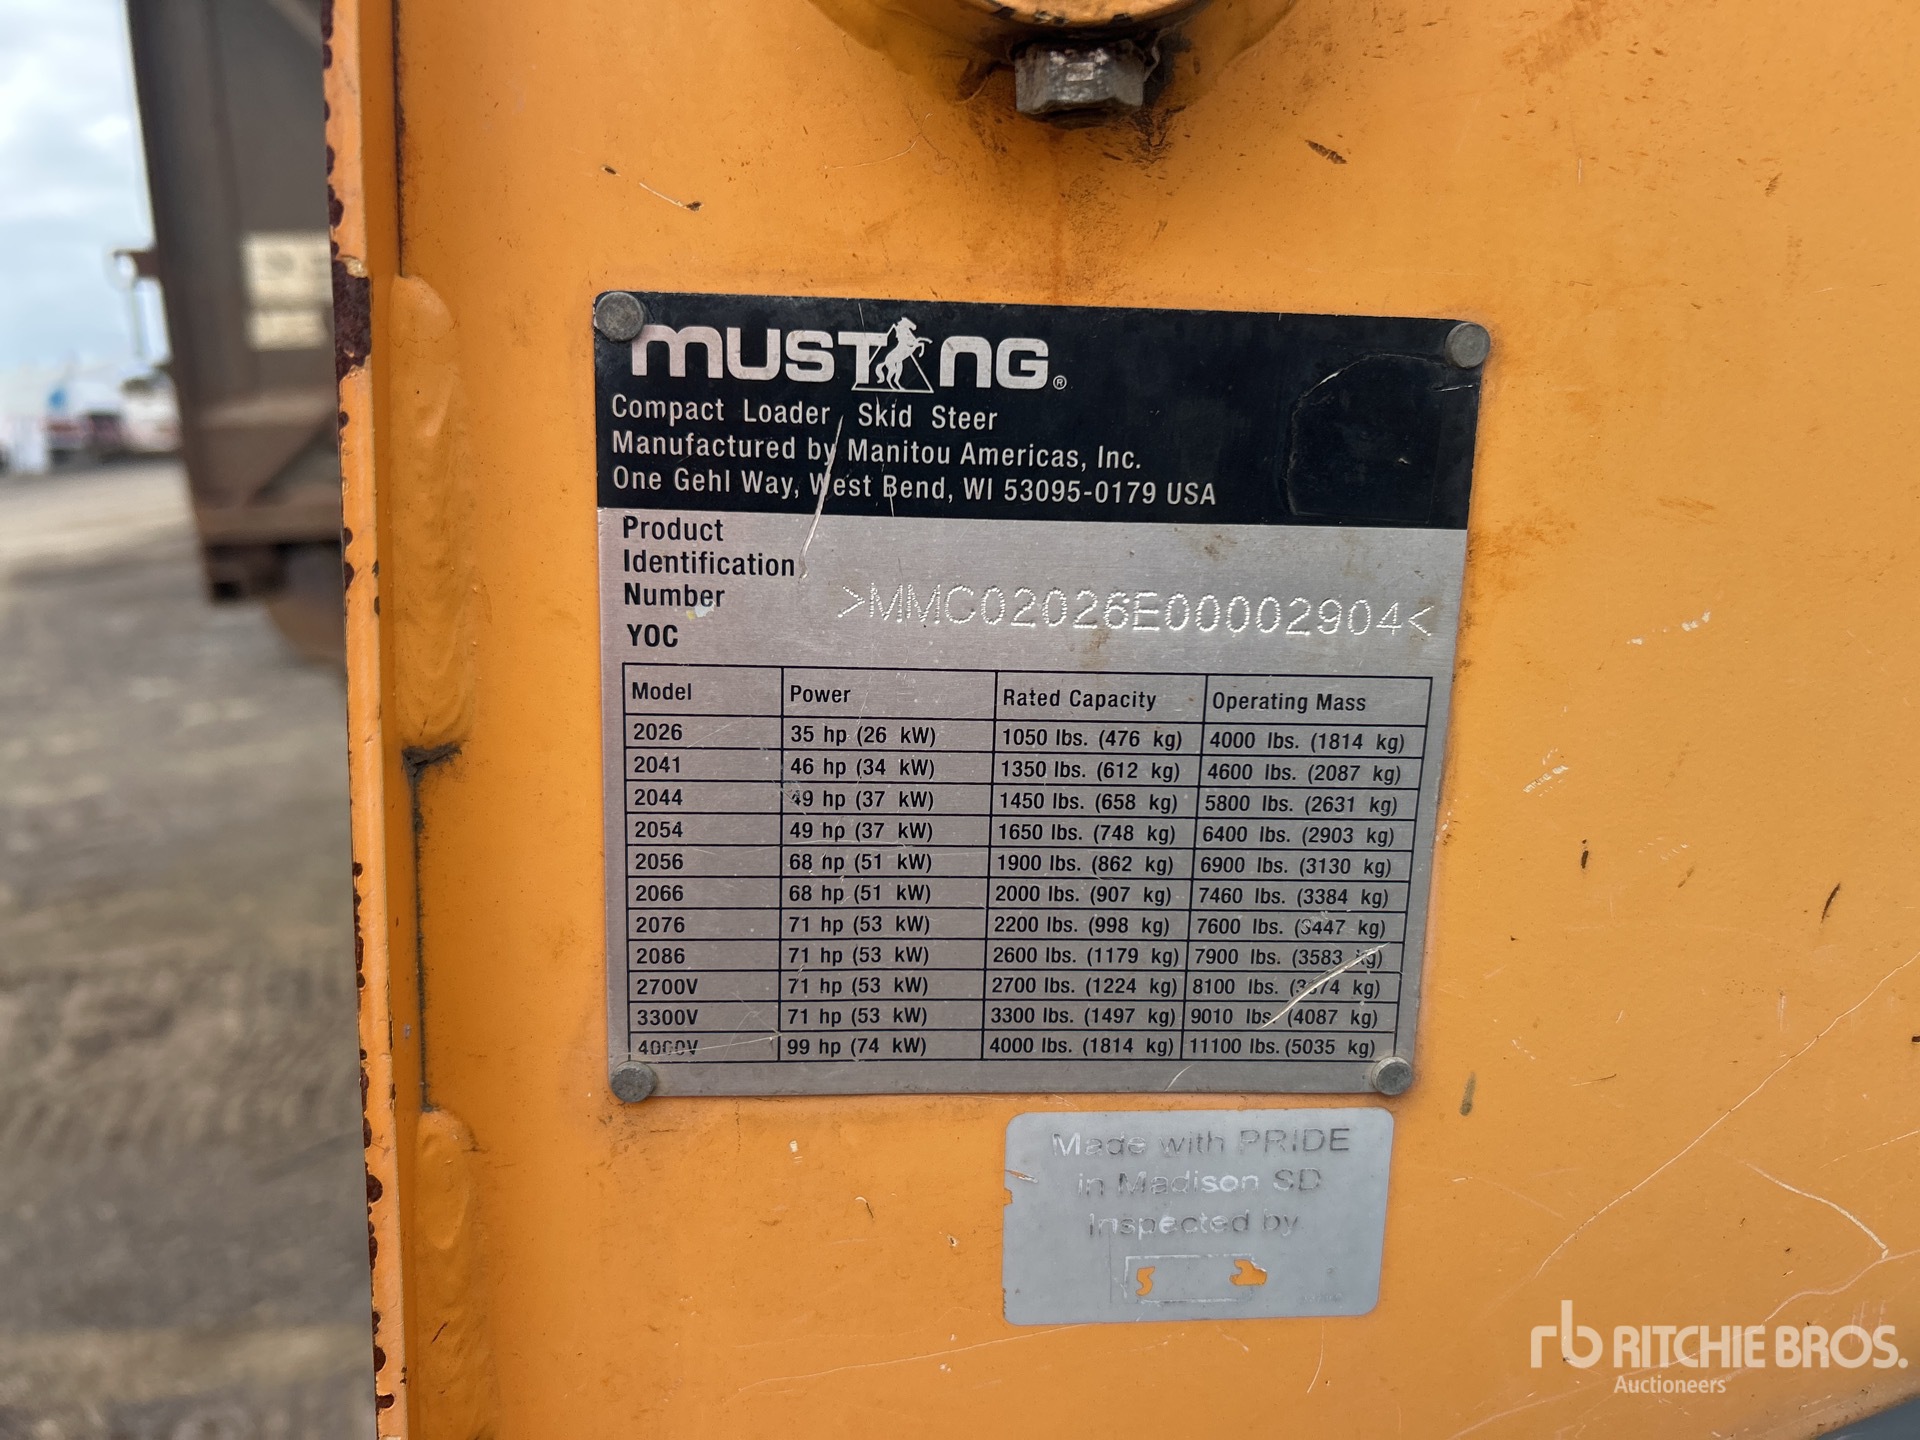 MUSTANG®
Compact Loader, Skid Steer
Manufactured by Manitou Americas, Inc.
One Gehl Way, West Bend, WI 53095-0179 USA
Product
Identification
Number
>MMC02026E00002904<
YOC
Model Power Rated Capacity Operating Mass
2026 35 hp (26 kW) 1050 lbs. (476 kg) 4000 lbs. (1814 kg)
2041 46 hp (34 kW) 1350 lbs. (612 kg) 4600 lbs. (2087 kg)
2044 49 hp (37 kW) 1450 lbs. (658 kg) 5800 lbs. (2631 kg)
2054 49 hp (37 kW) 1650 lbs. (748 kg) 6400 lbs. (2903 kg)
2056 68 hp (51 kW) 1900 lbs. (862 kg) 6900 lbs. (3130 kg)
2066 68 hp (51 kW) 2000 lbs. (907 kg) 7460 lbs. (3384 kg)
2076 71 hp (53 kW) 2200 lbs. (998 kg) 7600 lbs. (3447 kg)
2086 71 hp (53 kW) 2600 lbs. (1179 kg) 7900 lbs. (3583 kg)
2700V 71 hp (53 kW) 2700 lbs. (1224 kg) 8100 lbs. (3674 kg)
3300V 71 hp (53 kW) 3300 lbs. (1497 kg) 9010 lbs. (4087 kg)
4000V 99 hp (74 kW) 4000 lbs. (1814 kg) 11100 lbs. (5035 kg)
Made with PRIDE
in Madison SD
Inspected by
rb RITCHIE BROS.
Auctioneers